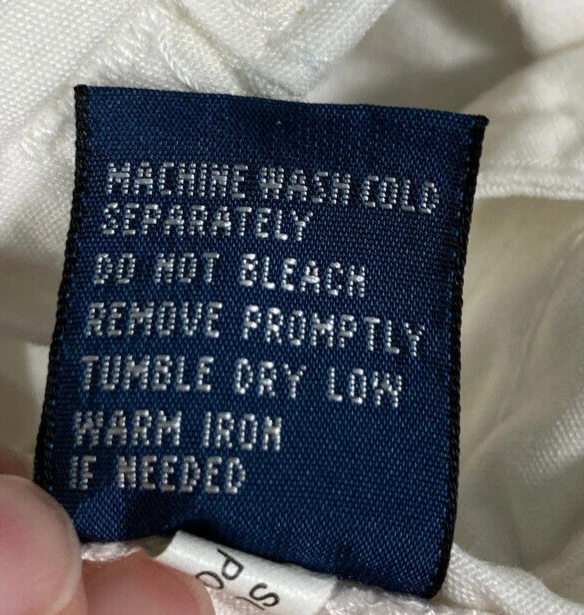 MACHINE WASH COLD
SEPARATELY
DO NOT BLEACH
REMOVE PROMPTLY
TUMBLE DRY LOW
WARM IRON
IF NEEDED